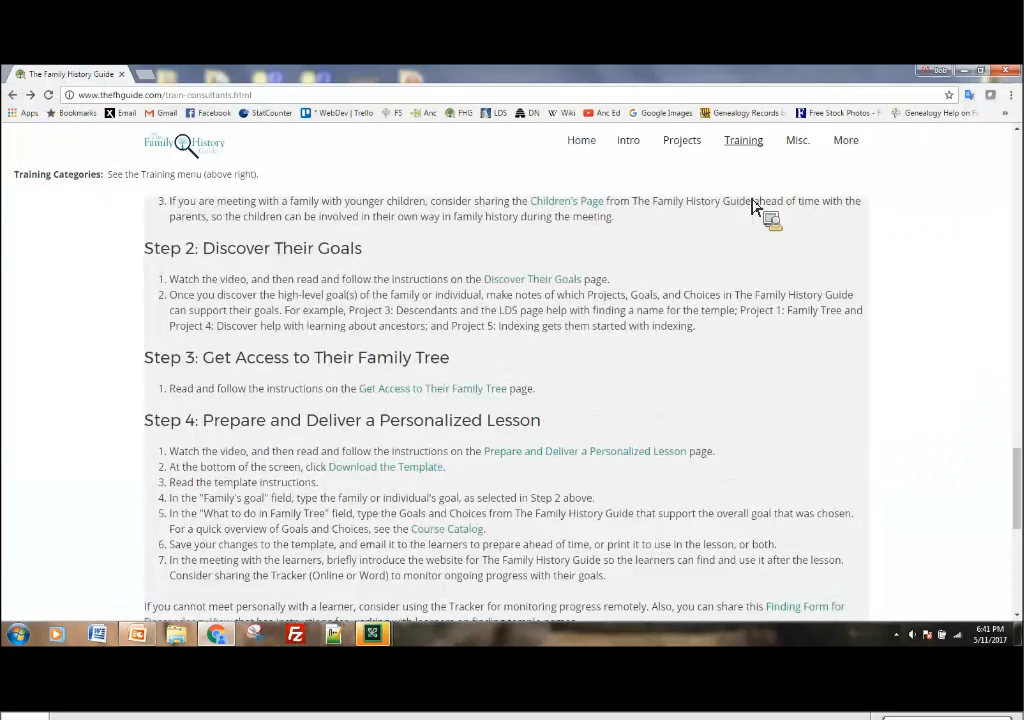 The Family History Guide
Bob
www.thefhguide.com/train-consultants.html
Apps Bookmarks Email Gmail Facebook StatCounter * WebDev | Trello FS Anc FHG LDS DN Wiki Anc Ed Google Images Genealogy Records Free Stock Photos - F Genealogy Help on F »
The Family History Guide
Home Intro Projects Training Misc. More
Training Categories: See the Training menu (above right).
3. If you are meeting with a family with younger children, consider sharing the Children's Page from The Family History Guide ahead of time with the
parents, so the children can be involved in their own way in family history during the meeting.
Step 2: Discover Their Goals
1. Watch the video, and then read and follow the instructions on the Discover Their Goals page.
2. Once you discover the high-level goal(s) of the family or individual, make notes of which Projects, Goals, and Choices in The Family History Guide
can support their goals. For example, Project 3: Descendants and the LDS page help with finding a name for the temple; Project 1: Family Tree and
Project 4: Discover help with learning about ancestors; and Project 5: Indexing gets them started with indexing.
Step 3: Get Access to Their Family Tree
1. Read and follow the instructions on the Get Access to Their Family Tree page.
Step 4: Prepare and Deliver a Personalized Lesson
1. Watch the video, and then read and follow the instructions on the Prepare and Deliver a Personalized Lesson page.
2. At the bottom of the screen, click Download the Template.
3. Read the template instructions.
4. In the "Family's goal" field, type the family or individual's goal, as selected in Step 2 above.
5. In the "What to do in Family Tree" field, type the Goals and Choices from The Family History Guide that support the overall goal that was chosen.
For a quick overview of Goals and Choices, see the Course Catalog.
6. Save your changes to the template, and email it to the learners to prepare ahead of time, or print it to use in the lesson, or both.
7. In the meeting with the learners, briefly introduce the website for The Family History Guide so the learners can find and use it after the lesson.
Consider sharing the Tracker (Online or Word) to monitor ongoing progress with their goals.
If you cannot meet personally with a learner, consider using the Tracker for monitoring progress remotely. Also, you can share this Finding Form for
6:41 PM
5/11/2017